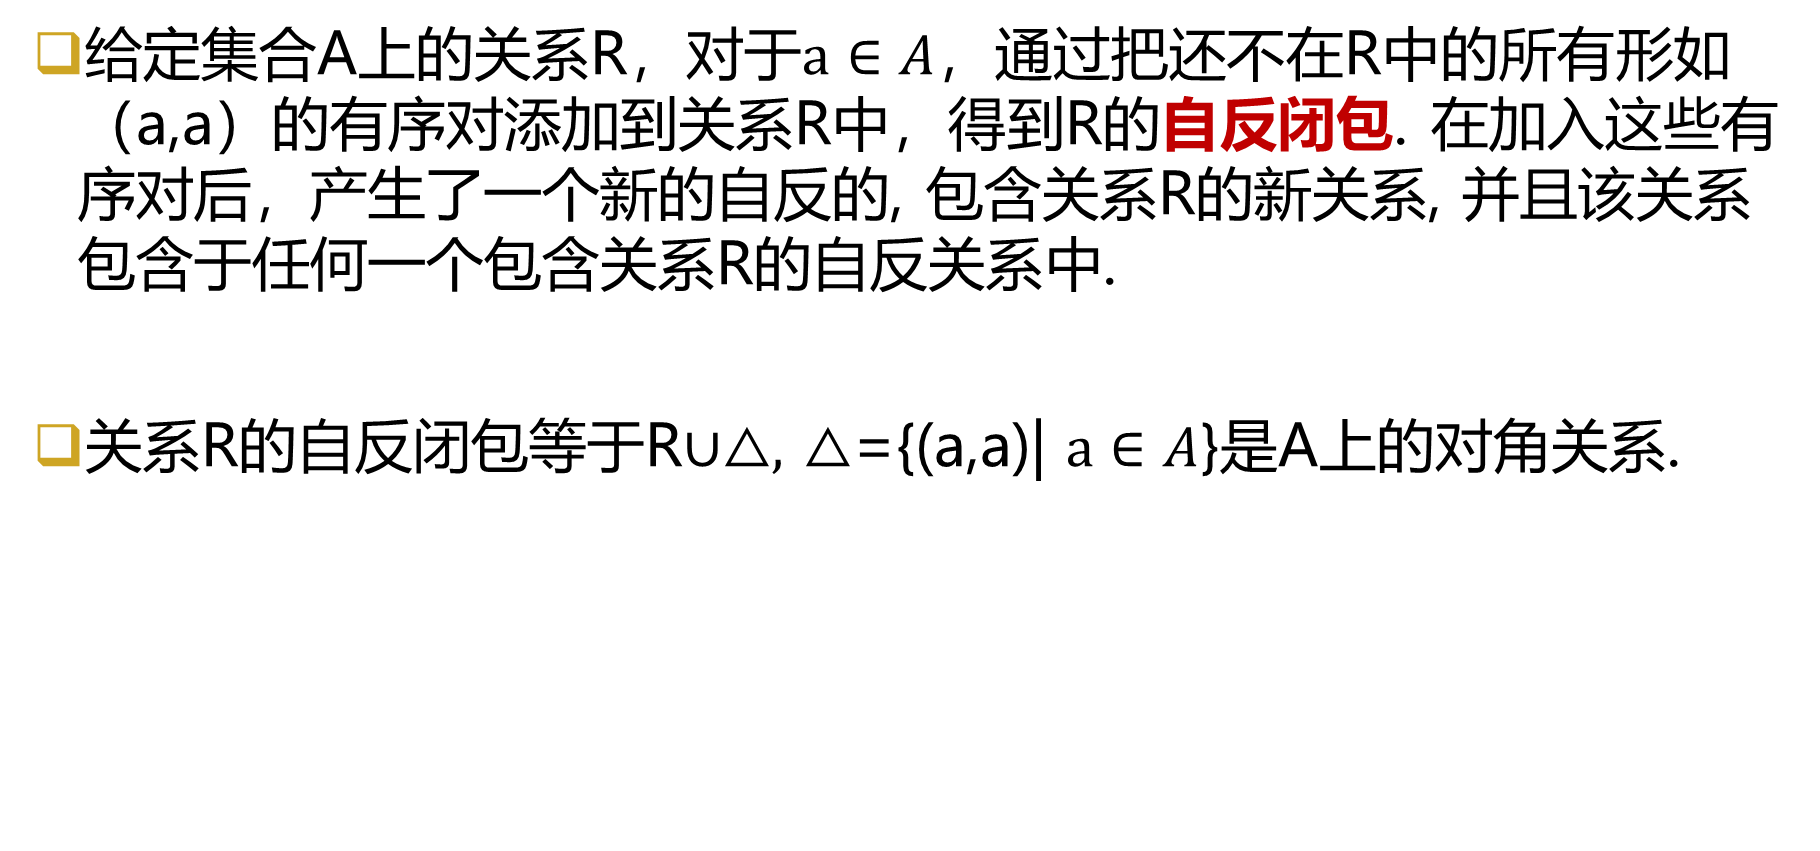 给定集合A上的关系R，对于a ∈ A，通过把还不在R中的所有形如
（a,a）的有序对添加到关系R中，得到R的自反闭包. 在加入这些有
序对后，产生了一个新的自反的, 包含关系R的新关系, 并且该关系
包含于任何一个包含关系R的自反关系中.
关系R的自反闭包等于R∪△, △={(a,a)| a ∈ A}是A上的对角关系.